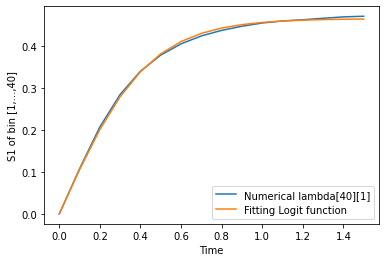 S1 of bin [1,...,40]
0.4
0.3
0.2
0.1
0.0
0.0 0.2 0.4 0.6 0.8 1.0 1.2 1.4
Time
Numerical lambda[40][1]
Fitting Logit function